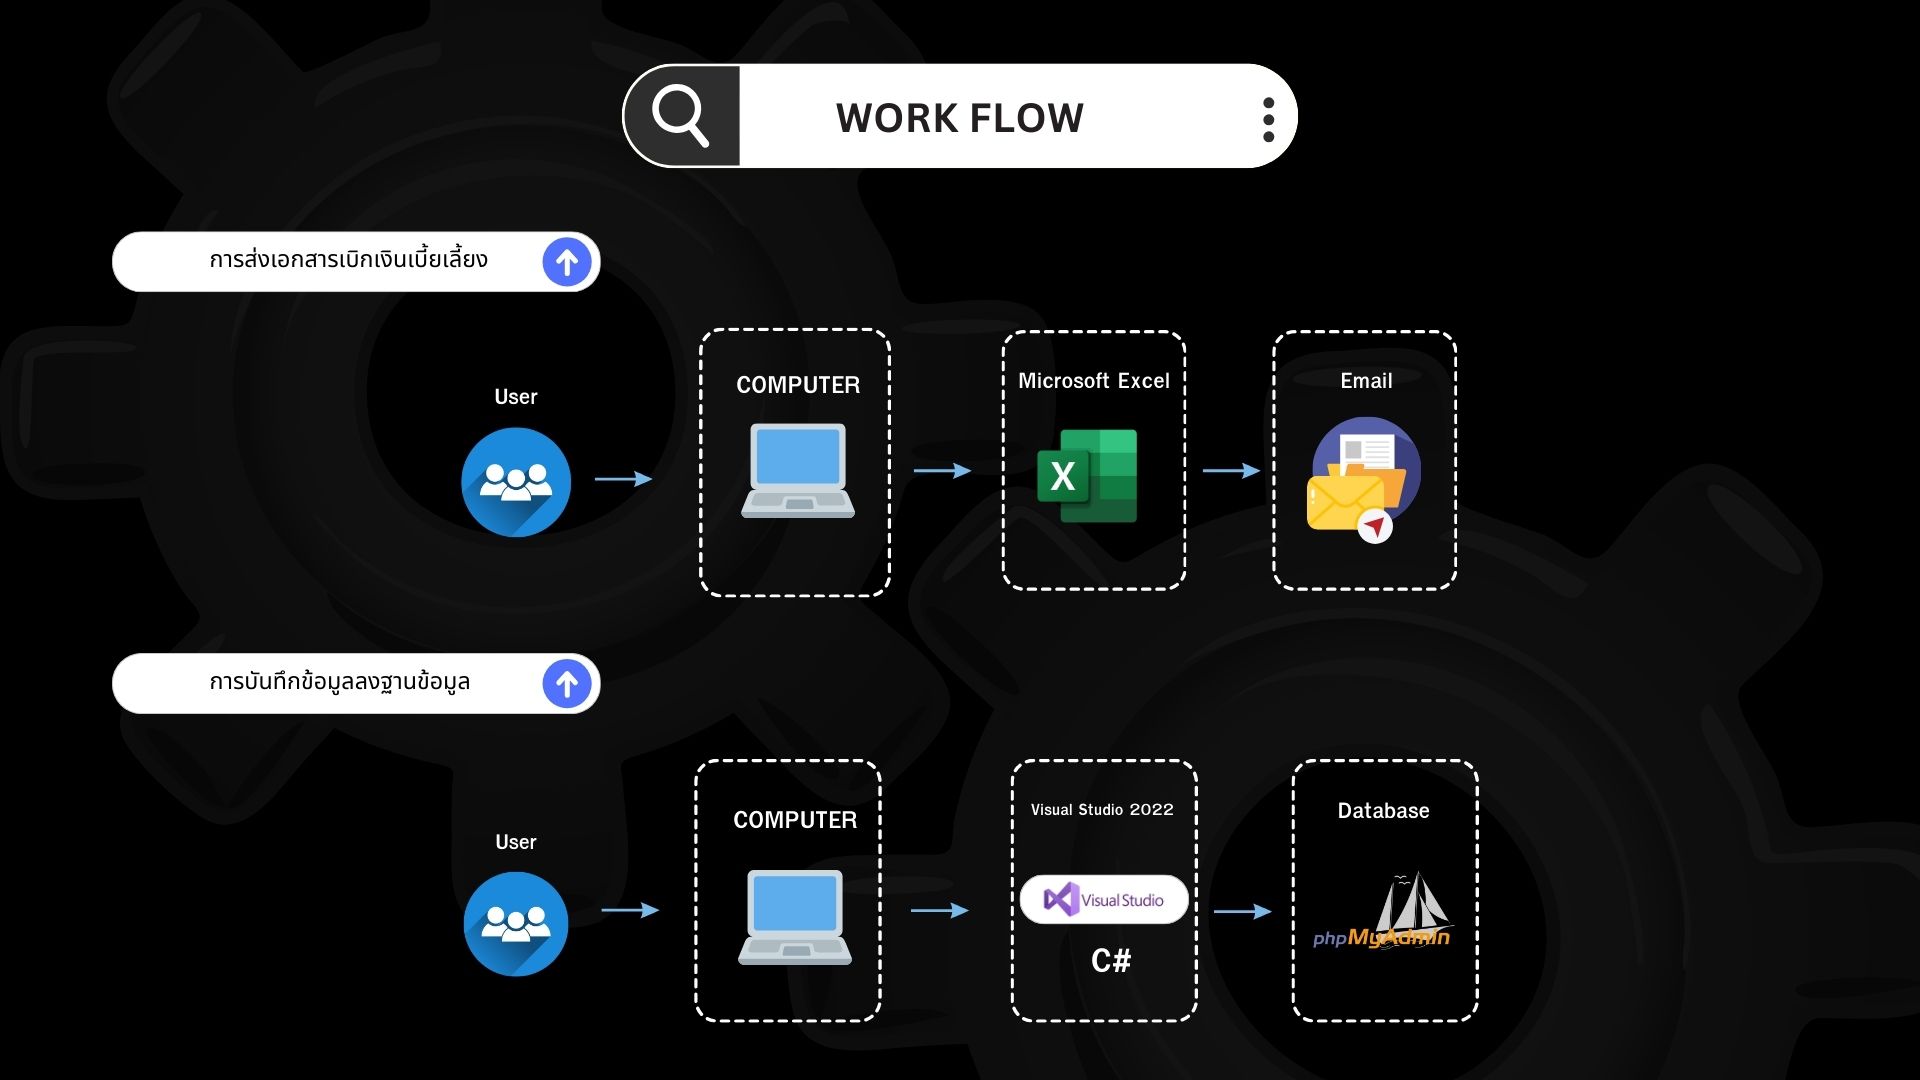 WORK FLOW
การส่งเอกสารเบิกเงินเบี้ยเลี้ยง
User
COMPUTER
Microsoft Excel
X
Email
การบันทึกข้อมูลลงฐานข้อมูล
User
COMPUTER
Visual Studio 2022
Visual Studio
C#
Database
phpMyAdmin